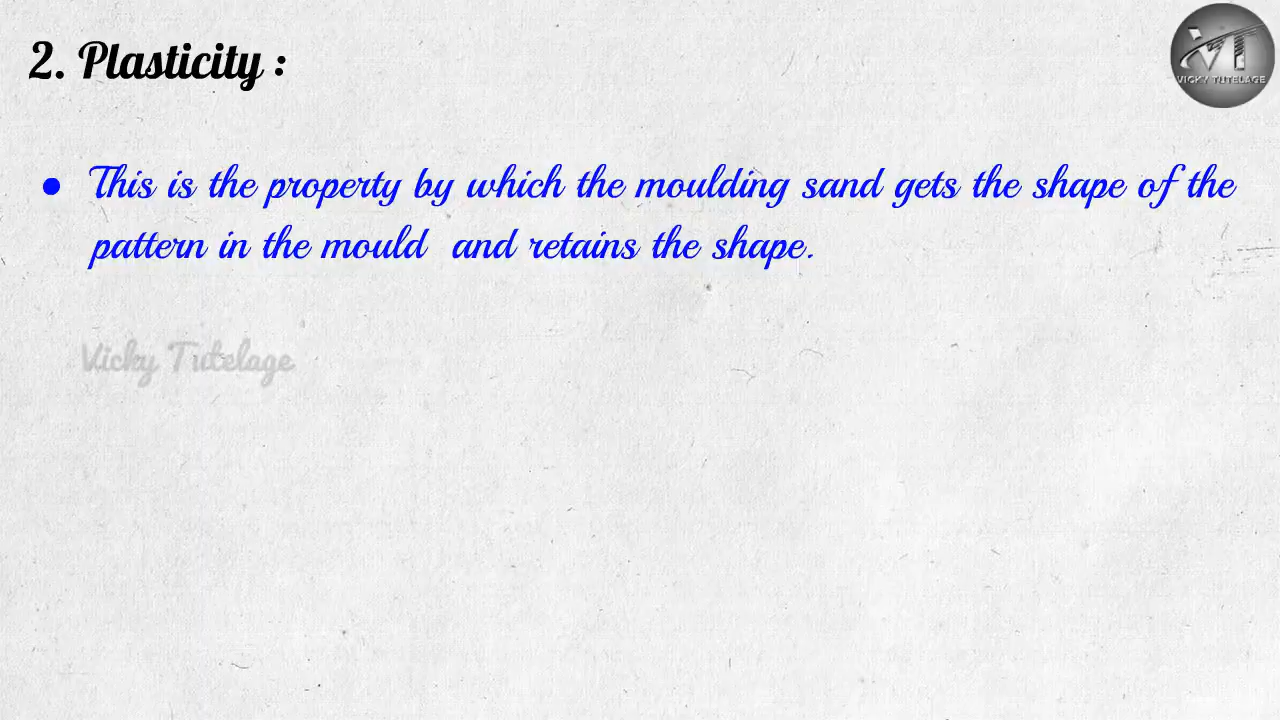 2. Plasticity :
VT
VICKY TUTELAGE
● This is the property by which the moulding sand gets the shape of the
pattern in the mould and retains the shape.
Vicky Tutelage